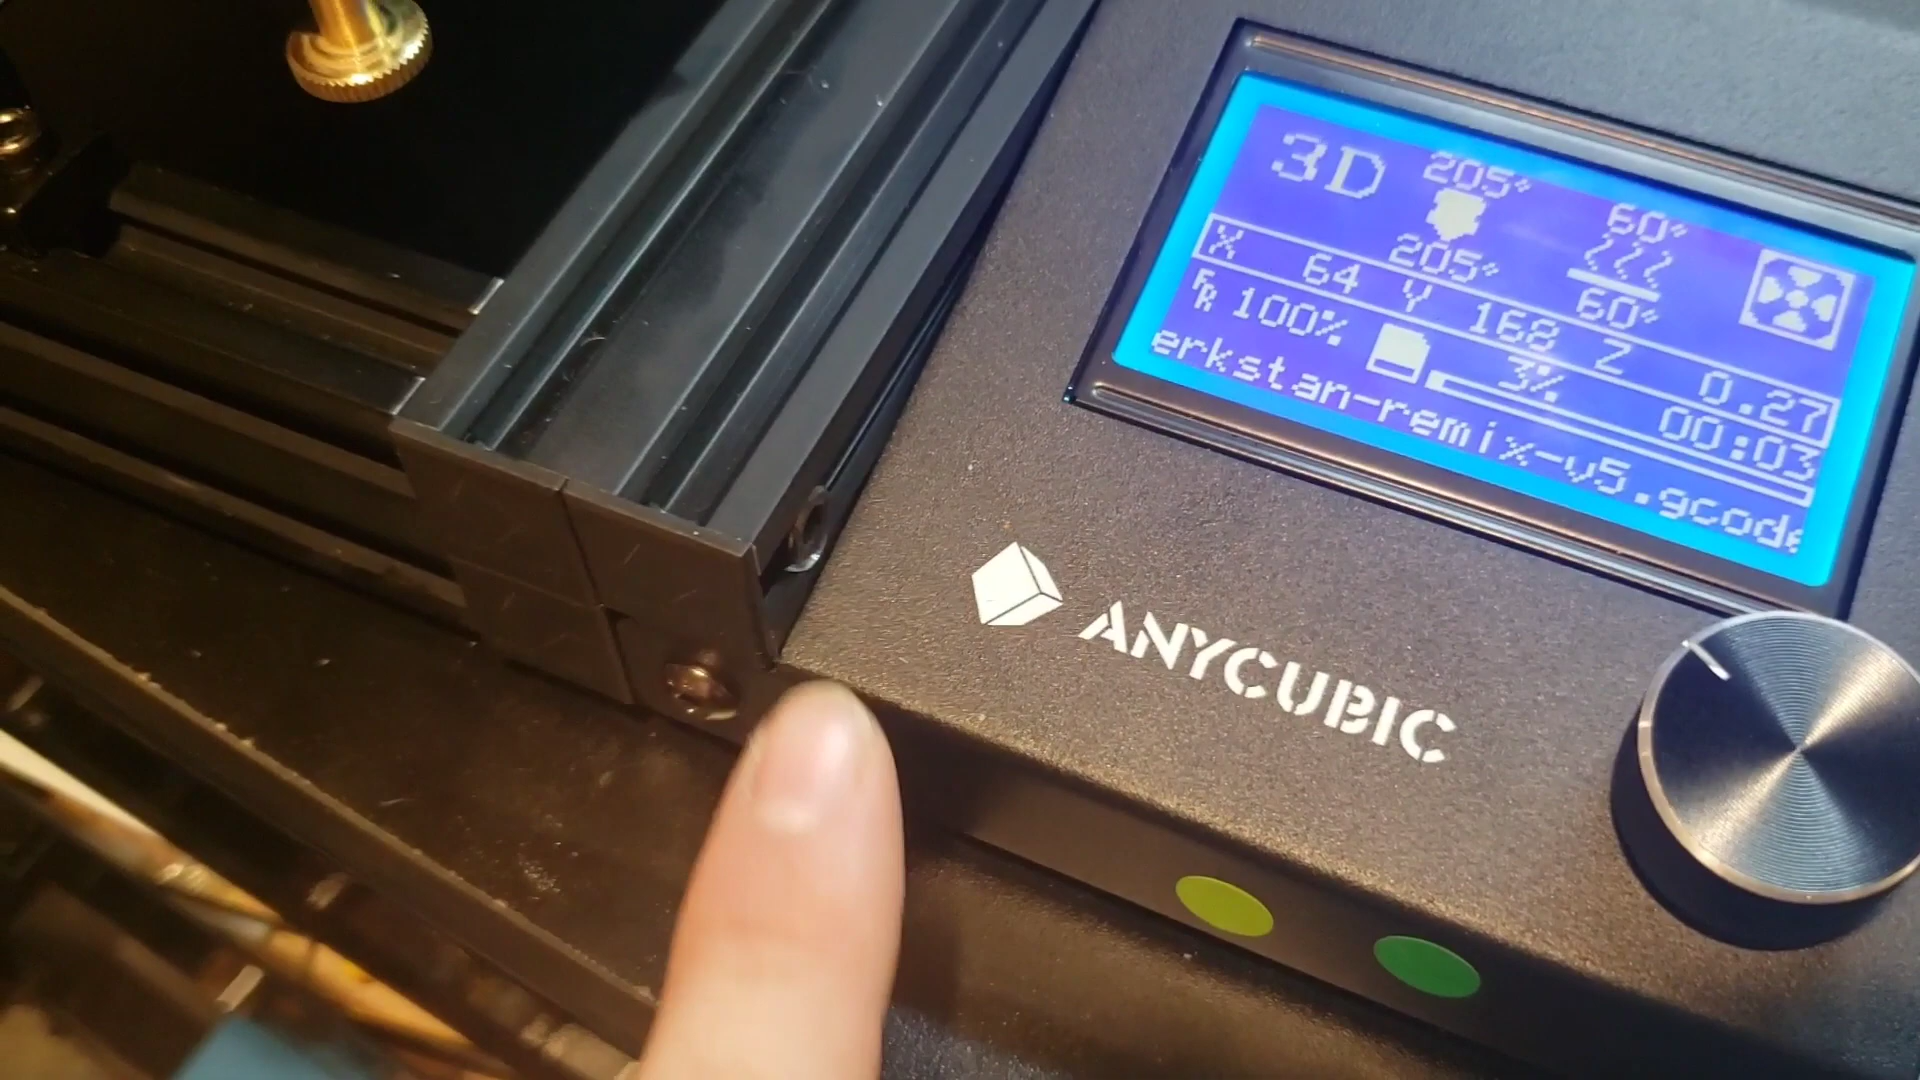 3D 205° 60°
205° 60°
X 64 Y 168 Z 0.27
FR 100% 3% 00:03
erkstan-remix-v5.gcode
ANYCUBIC